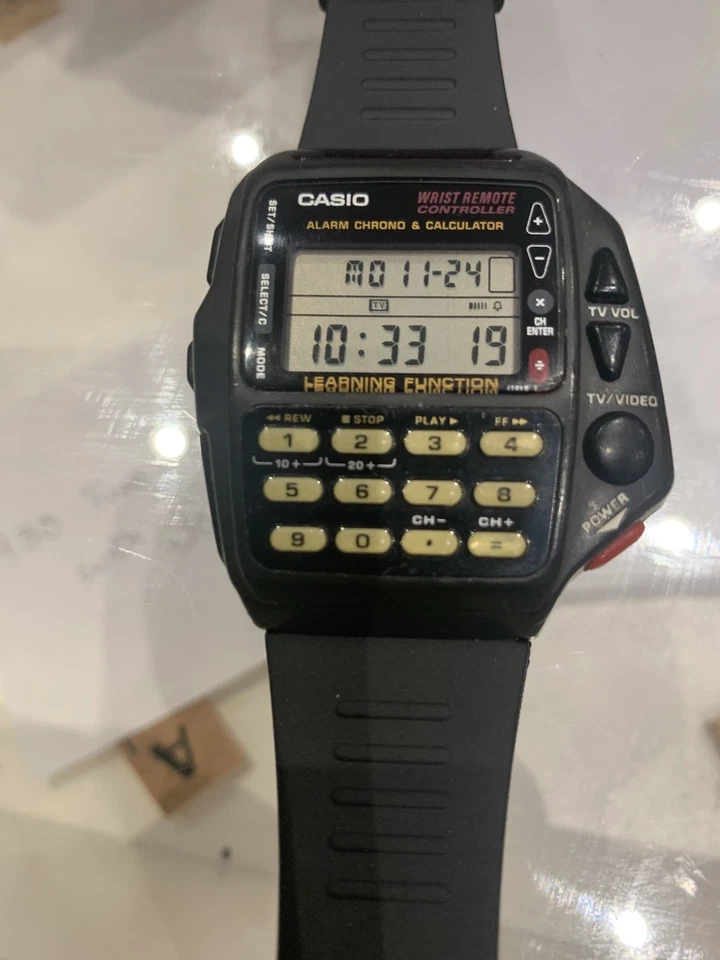 CASIO
WRIST REMOTE
CONTROLLER
ALARM CHRONO & CALCULATOR
SELECT/C
MODE
MO 11-24
TV
10:33 19
LEARNING FUNCTION
+
−
×
CH
ENTER
÷
TV VOL
TV/VIDEO
POWER
◀◀ REW ■ STOP PLAY ▶ FF ▶▶
1 2 3 4
10+ 20+
5 6 7 8
CH− CH+
9 0 . =
A